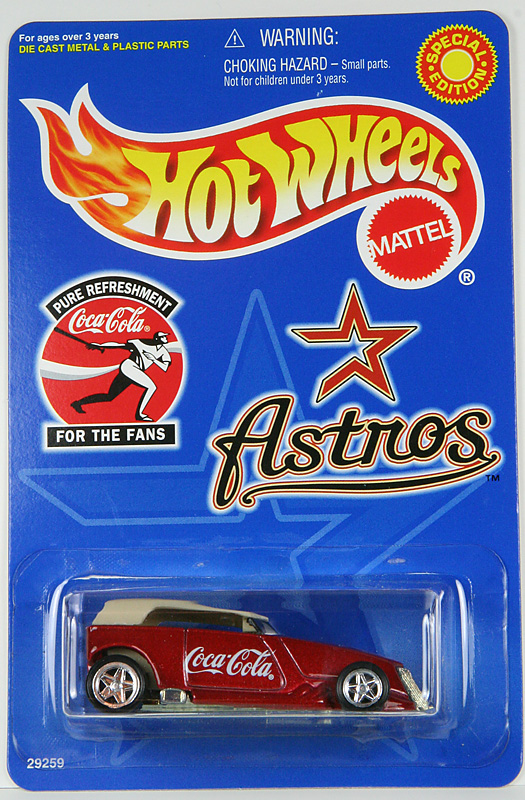 For ages over 3 years
DIE CAST METAL & PLASTIC PARTS
⚠ WARNING:
CHOKING HAZARD – Small parts.
Not for children under 3 years.
SPECIAL
EDITION
HOT WHEELS
MATTEL
®
PURE REFRESHMENT
Coca-Cola®
FOR THE FANS
Astros
TM
Coca-Cola®
29259